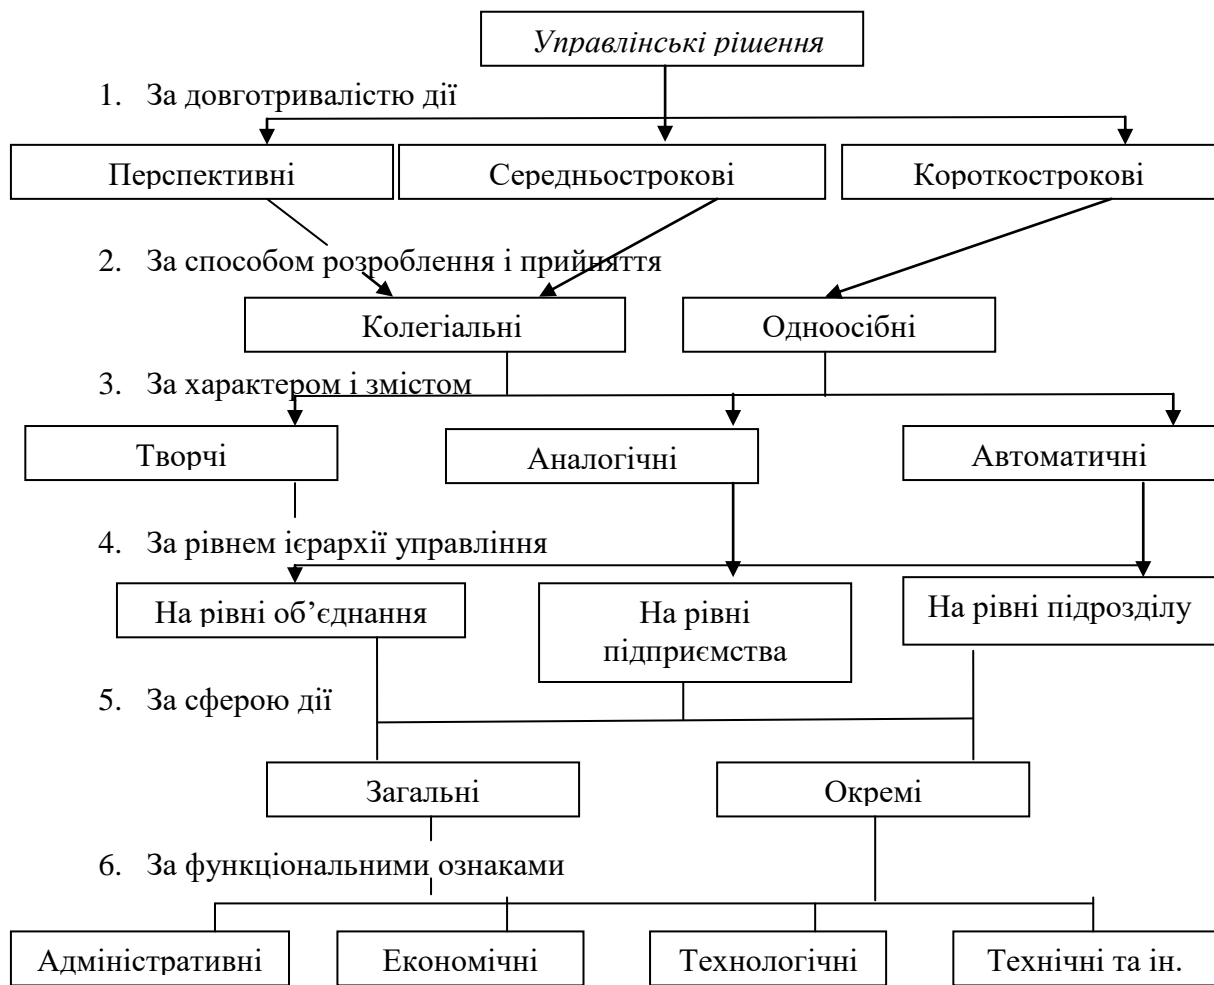 Управлінські рішення
1. За довготривалістю дії
Перспективні
Середньострокові
Короткострокові
2. За способом розроблення і прийняття
Колегіальні
Одноосібні
3. За характером і змістом
Творчі
Аналогічні
Автоматичні
4. За рівнем ієрархії управління
На рівні об’єднання
На рівні
підприємства
На рівні підрозділу
5. За сферою дії
Загальні
Окремі
6. За функціональними ознаками
Адміністративні
Економічні
Технологічні
Технічні та ін.